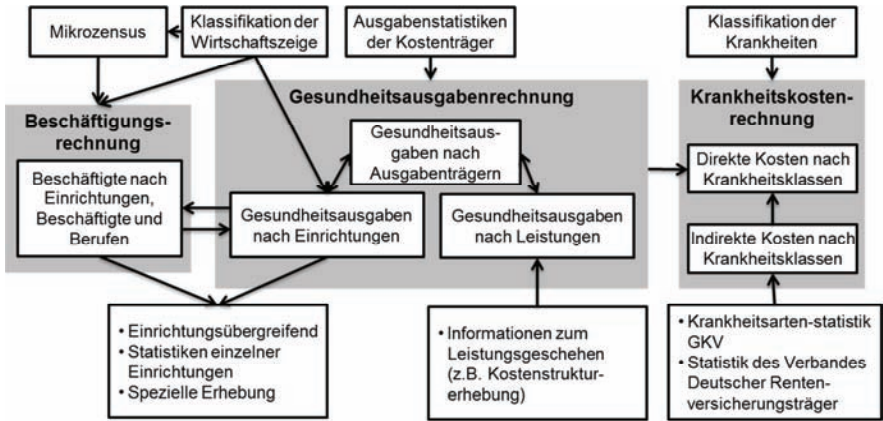 Mikrozensus
Klassifikation der
Wirtschaftszeige
Ausgabenstatistiken
der Kostenträger
Klassifikation der
Krankheiten
Beschäftigungs-
rechnung
Beschäftigte nach
Einrichtungen,
Beschäftigte und
Berufen
Gesundheitsausgabenrechnung
Gesundheitsaus-
gaben nach
Ausgabenträgern
Gesundheitsausgaben
nach Einrichtungen
Gesundheitsausgaben
nach Leistungen
Krankheitskosten-
rechnung
Direkte Kosten nach
Krankheitsklassen
Indirekte Kosten nach
Krankheitsklassen
• Einrichtungsübergreifend
• Statistiken einzelner
Einrichtungen
• Spezielle Erhebung
• Informationen zum
Leistungsgeschehen
(z.B. Kostenstruktur-
erhebung)
• Krankheitsarten-statistik
GKV
• Statistik des Verbandes
Deutscher Renten-
versicherungsträger